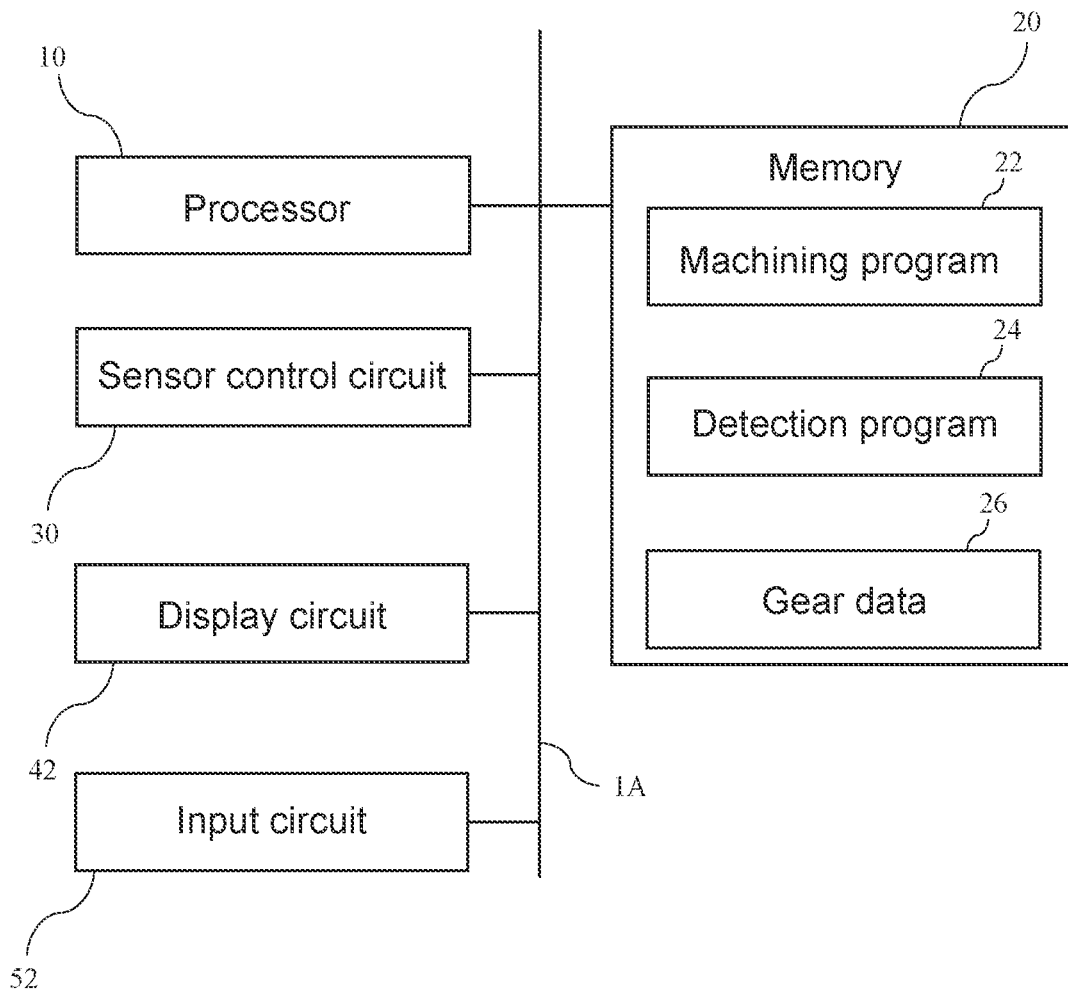 20
10
Memory
22
Processor
Machining program
24
Sensor control circuit
Detection program
30
26
Display circuit
Gear data
42
1A
Input circuit
52